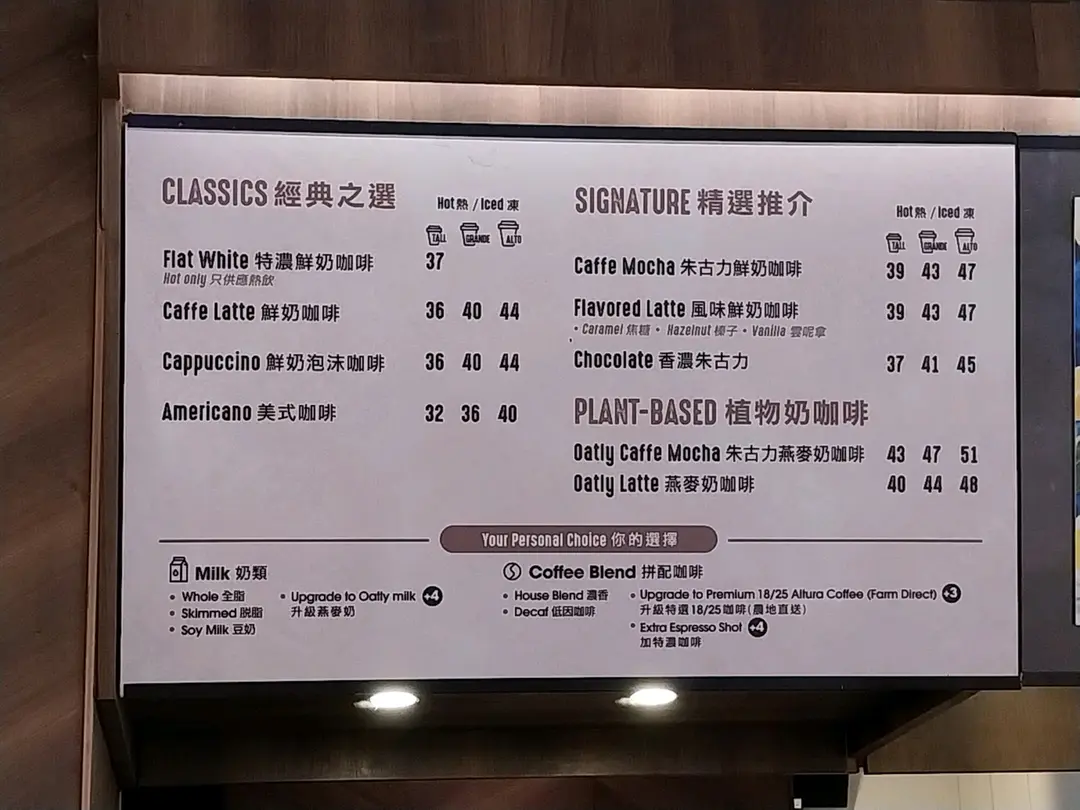 CLASSICS 經典之選
Hot 熱 / Iced 凍
TALL GRANDE ALTO
Flat White 特濃鮮奶咖啡 37
Hot only 只供應熱飲
Caffe Latte 鮮奶咖啡 36 40 44
Cappuccino 鮮奶泡沫咖啡 36 40 44
Americano 美式咖啡 32 36 40
SIGNATURE 精選推介
Hot 熱 / Iced 凍
TALL GRANDE ALTO
Caffe Mocha 朱古力鮮奶咖啡 39 43 47
Flavored Latte 風味鮮奶咖啡 39 43 47
• Caramel 焦糖 • Hazelnut 榛子 • Vanilla 雲呢拿
Chocolate 香濃朱古力 37 41 45
PLANT-BASED 植物奶咖啡
Oatly Caffe Mocha 朱古力燕麥奶咖啡 43 47 51
Oatly Latte 燕麥奶咖啡 40 44 48
Your Personal Choice 你的選擇
Milk 奶類
• Whole 全脂
• Skimmed 脱脂
• Soy Milk 豆奶
• Upgrade to Oatly milk +4
升級燕麥奶
Coffee Blend 拼配咖啡
• House Blend 濃香
• Decaf 低因咖啡
• Upgrade to Premium 18/25 Altura Coffee (Farm Direct) +3
升級特選18/25咖啡(農地直送)
• Extra Espresso Shot +4
加特濃咖啡